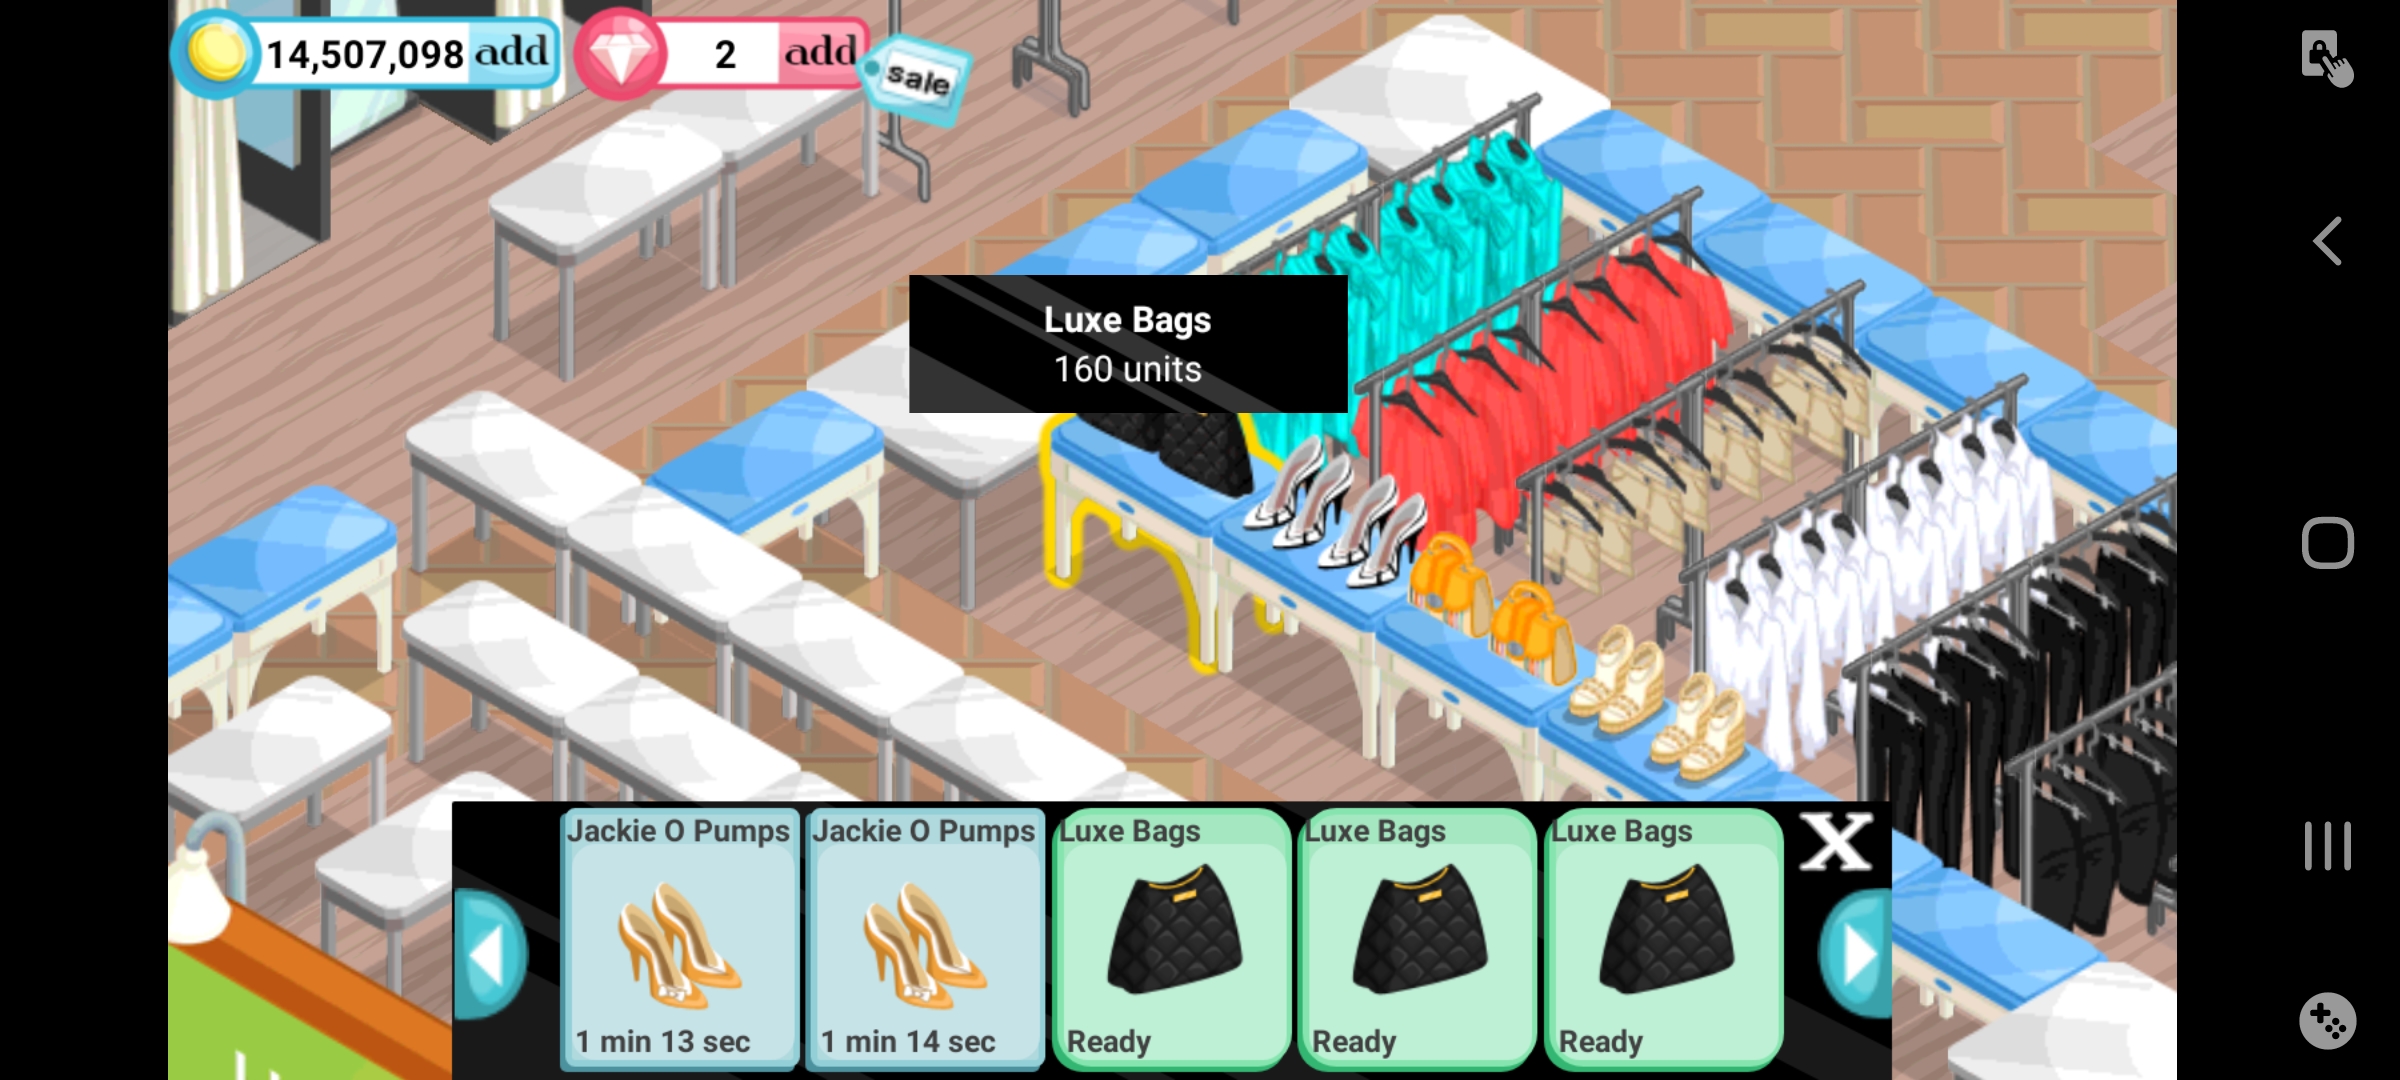 14,507,098 add
2 add
sale
Luxe Bags
160 units
Jackie O Pumps
1 min 13 sec
Jackie O Pumps
1 min 14 sec
Luxe Bags
Ready
Luxe Bags
Ready
Luxe Bags
Ready
X